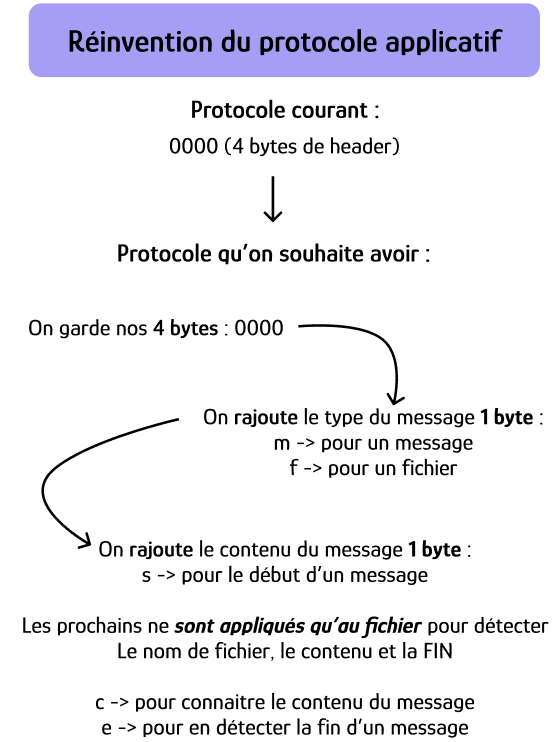 Réinvention du protocole applicatif
Protocole courant :
0000 (4 bytes de header)
Protocole qu'on souhaite avoir :
On garde nos 4 bytes : 0000
On rajoute le type du message 1 byte :
m -> pour un message
f -> pour un fichier
On rajoute le contenu du message 1 byte :
s -> pour le début d'un message
Les prochains ne sont appliqués qu'au fichier pour détecter
Le nom de fichier, le contenu et la FIN
c -> pour connaitre le contenu du message
e -> pour en détecter la fin d'un message